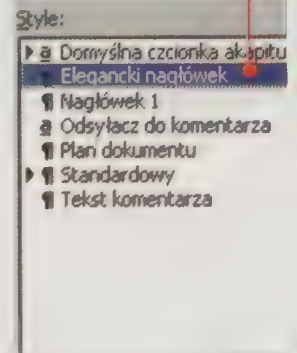 Style:
a Domyślna czcionka akapitu
¶ Elegancki nagłówek
¶ Nagłówek 1
a Odsyłacz do komentarza
¶ Plan dokumentu
¶ Standardowy
¶ Tekst komentarza